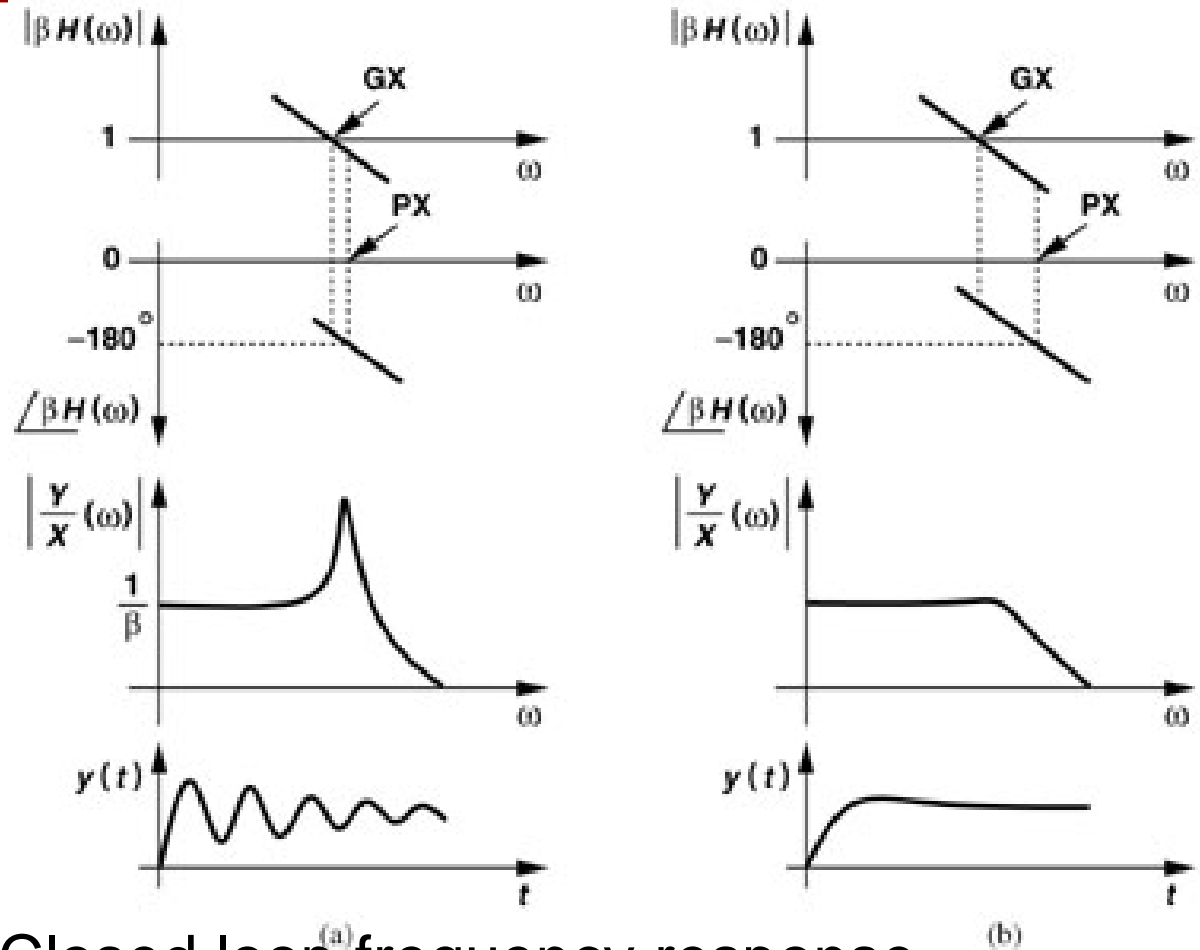 |βH(ω)|
GX
1
ω
PX
0
ω
−180°
∠βH(ω)
|Y/X (ω)|
1/β
ω
y(t)
t
(a)
|βH(ω)|
GX
1
ω
PX
0
ω
−180°
∠βH(ω)
|Y/X (ω)|
ω
y(t)
t
(b)
Closed loop frequency response